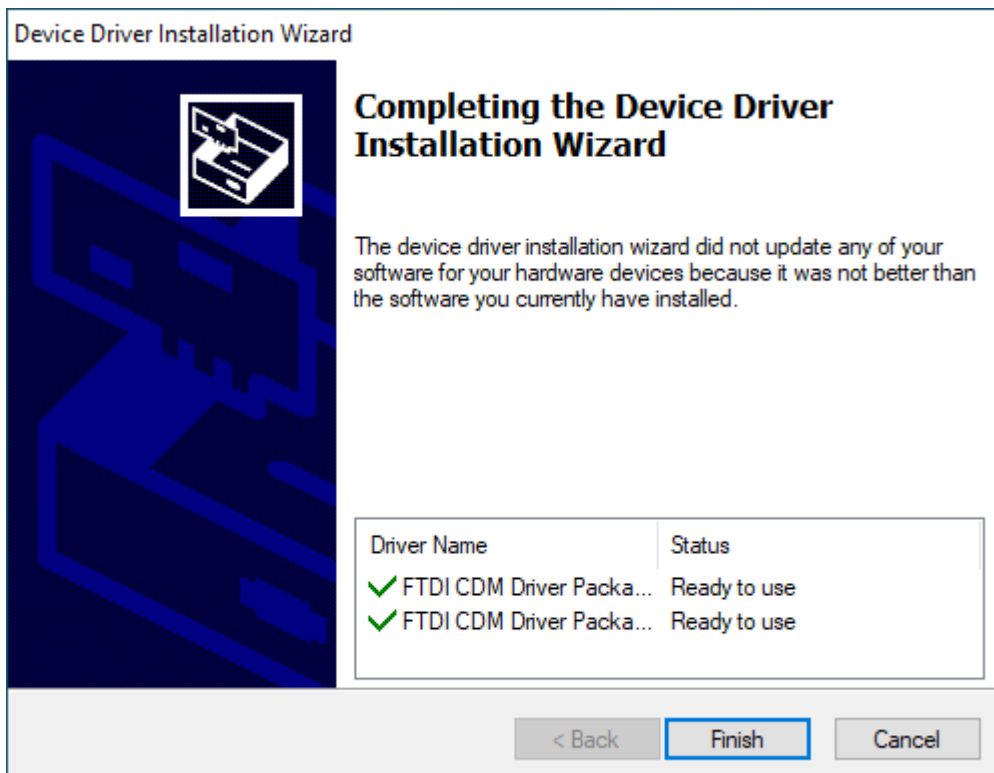 Device Driver Installation Wizard
Completing the Device Driver
Installation Wizard
The device driver installation wizard did not update any of your
software for your hardware devices because it was not better than
the software you currently have installed.
Driver Name Status
FTDI CDM Driver Packa... Ready to use
FTDI CDM Driver Packa... Ready to use
< Back Finish Cancel